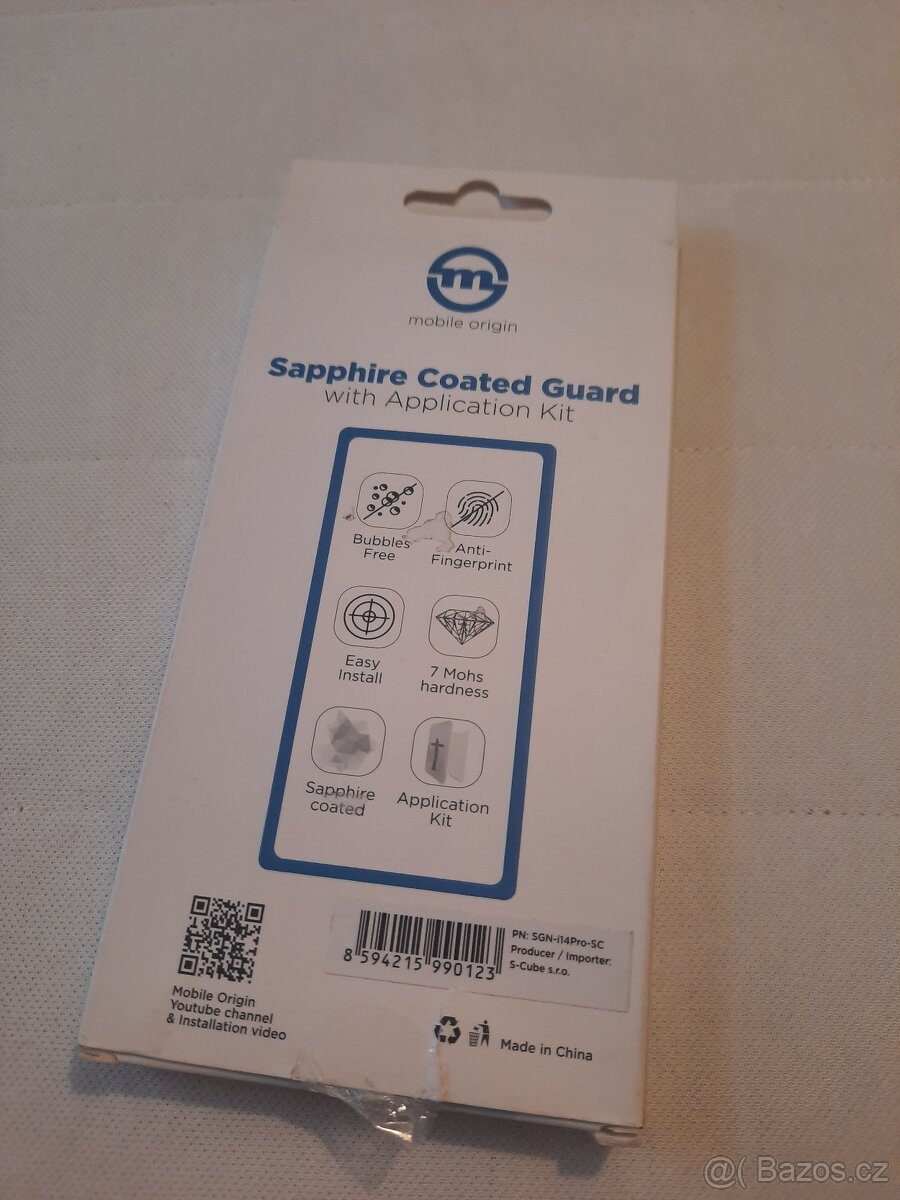 m
mobile origin
Sapphire Coated Guard
with Application Kit
Bubbles
Free
Anti-
Fingerprint
Easy
Install
7 Mohs
hardness
Sapphire
coated
Application
Kit
8 594215 990123
PN: SGN-i14Pro-SC
Producer / Importer:
S-Cube s.r.o.
Mobile Origin
Youtube channel
& Installation video
Made in China
@( Bazos.cz